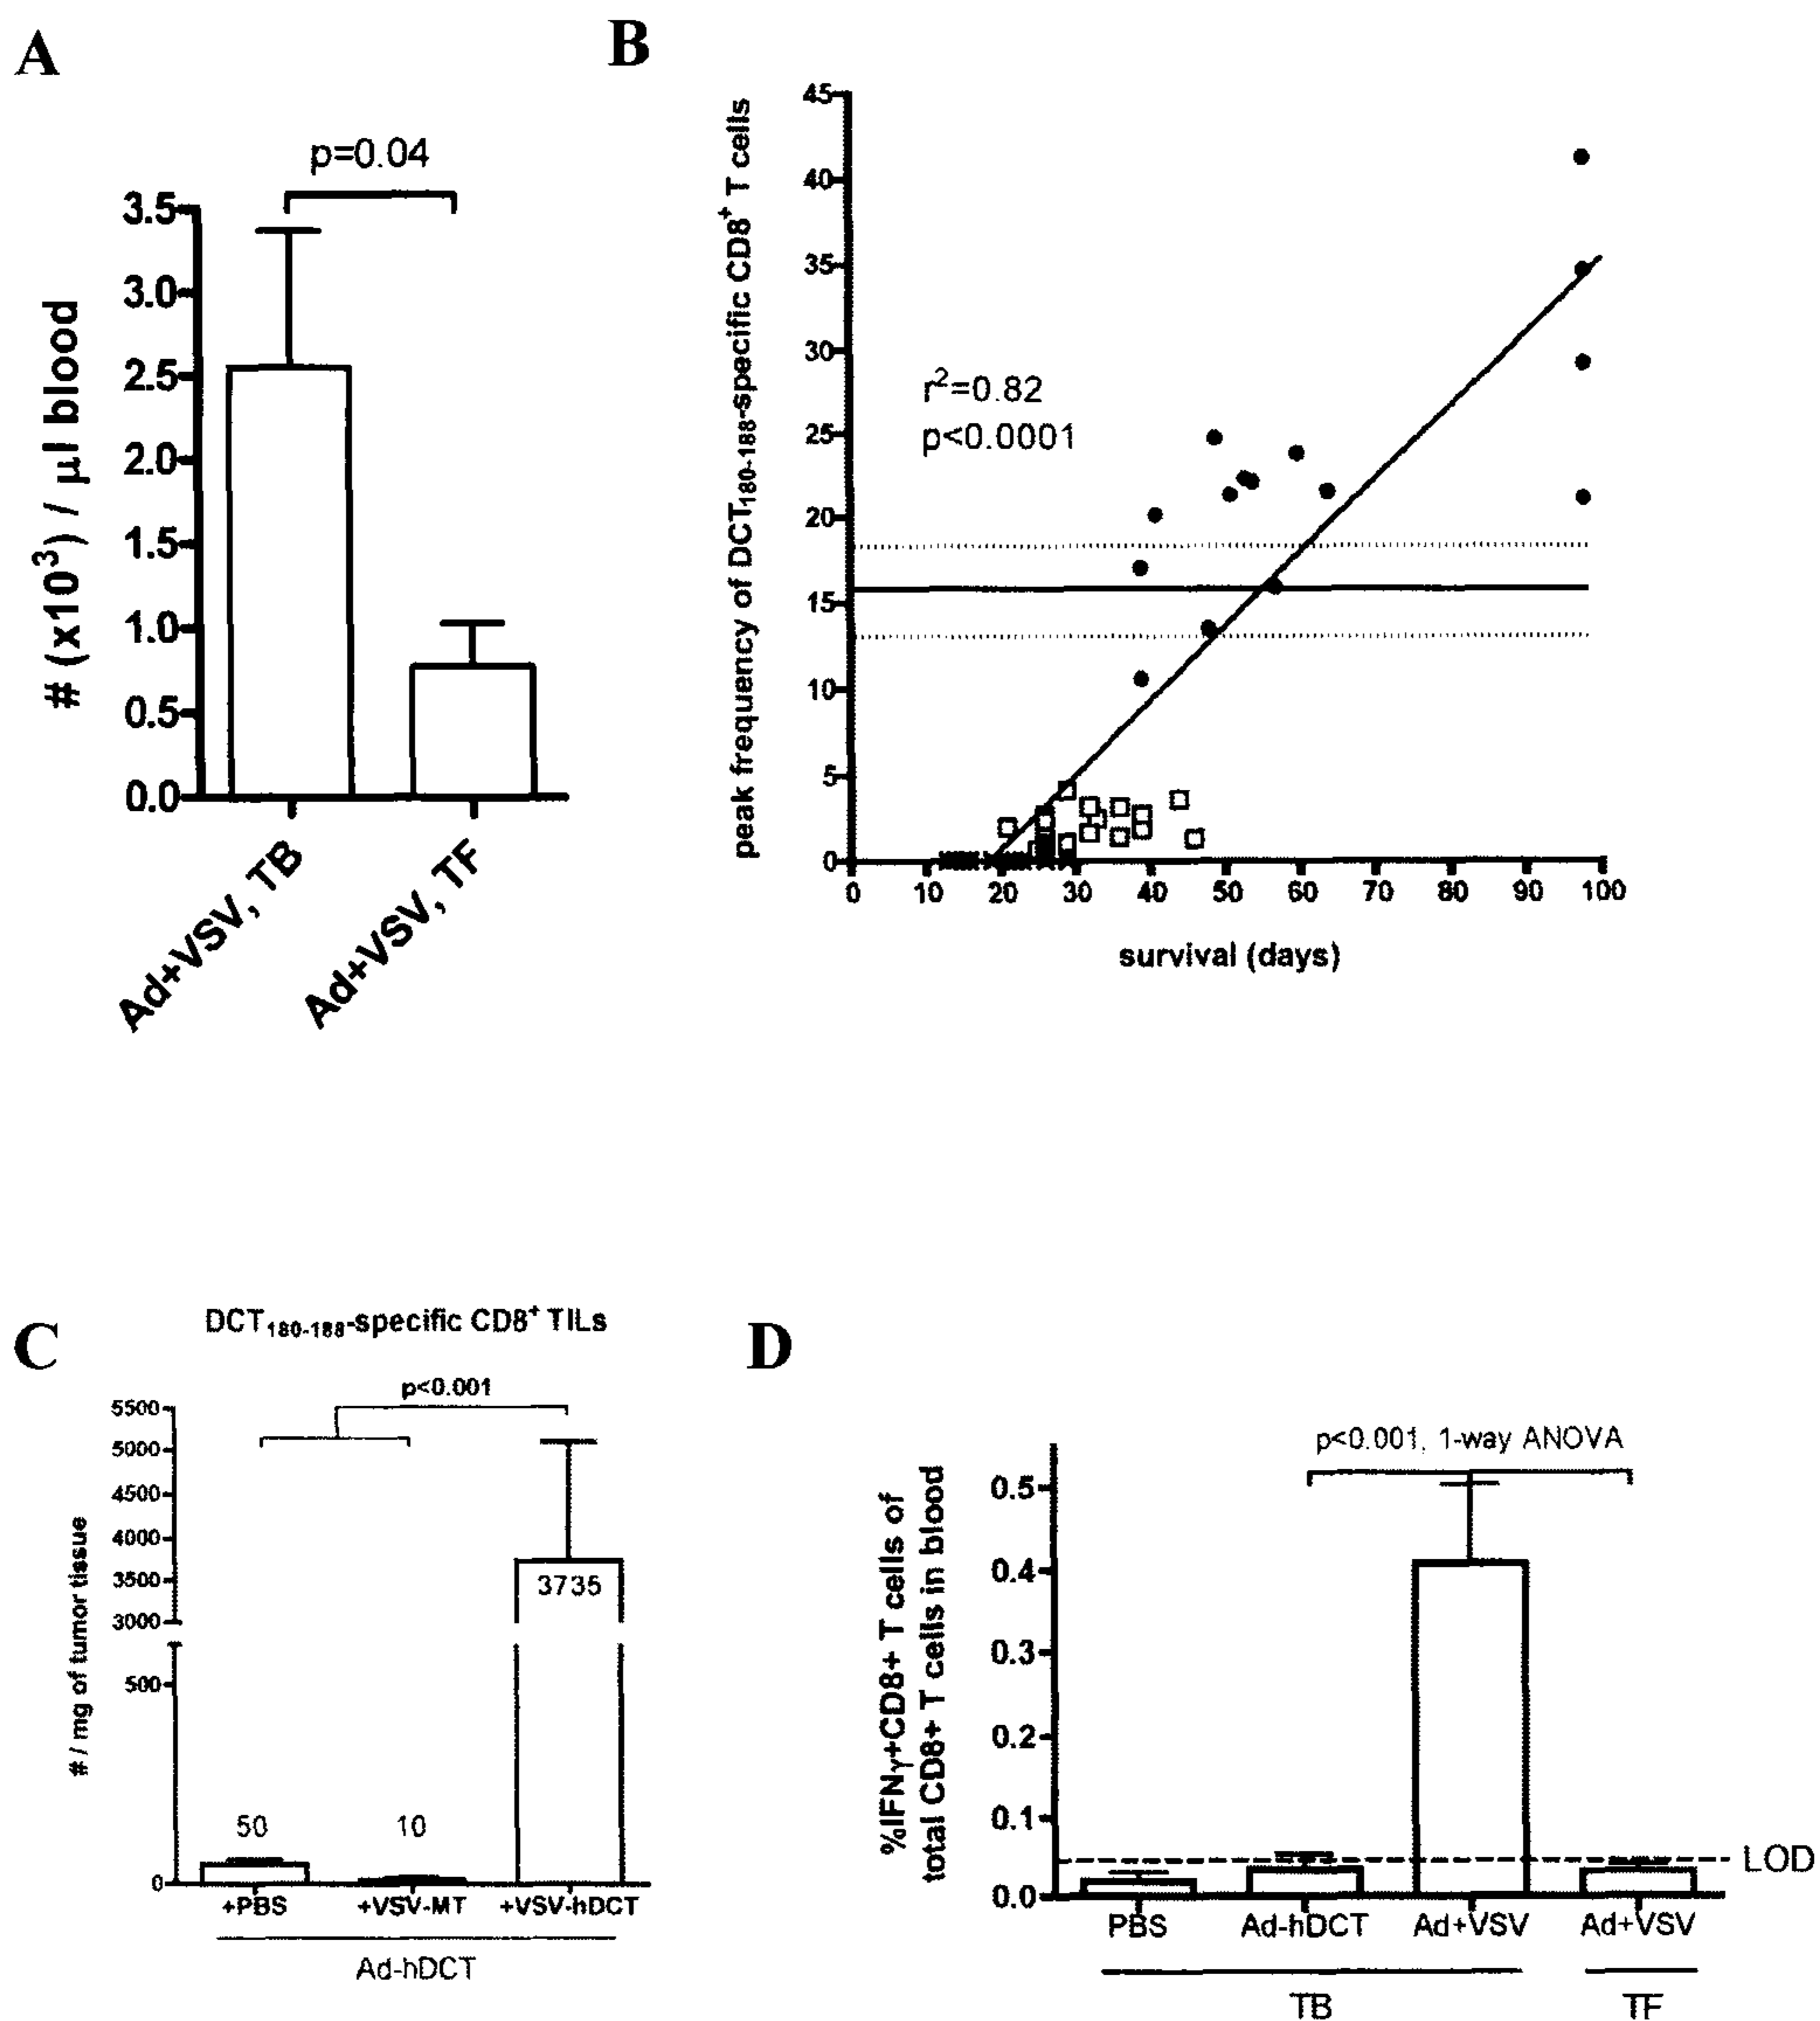 A
p=0.04
# (x10³) / µl blood
3.5
3.0
2.5
2.0
1.5
1.0
0.5
0.0
Ad+VSV, TB
Ad+VSV, TF
B
peak frequency of DCT₁₈₀₋₁₈₈-specific CD8⁺ T cells
45
40
35
30
25
20
15
10
5
0
r²=0.82
p<0.0001
0 10 20 30 40 50 60 70 80 90 100
survival (days)
C
DCT₁₈₀₋₁₈₈-specific CD8⁺ TILs
p<0.001
# / mg of tumor tissue
5500
5000
4500
4000
3500
3000
500
0
50
10
3735
+PBS +VSV-MT +VSV-hDCT
Ad-hDCT
D
p<0.001, 1-way ANOVA
%IFNγ+CD8+ T cells of
total CD8+ T cells in blood
0.5
0.4
0.3
0.2
0.1
0.0
LOD
PBS Ad-hDCT Ad+VSV Ad+VSV
TB TF